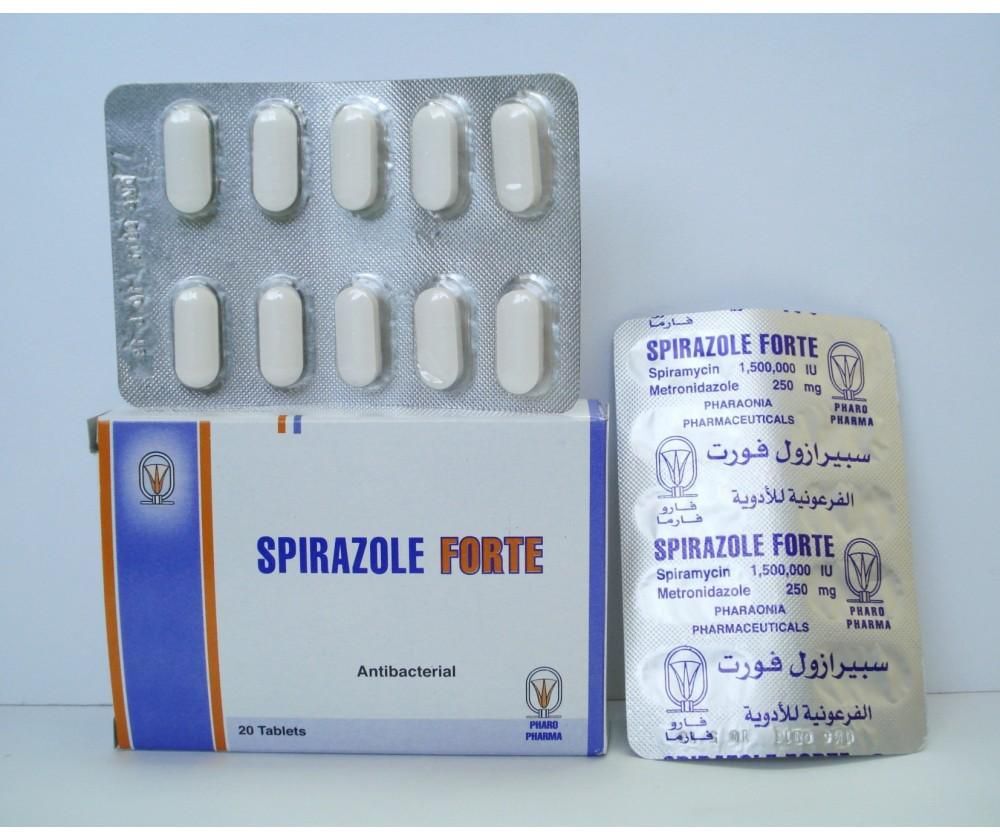 SPIRAZOLE FORTE
Antibacterial
20 Tablets
PHARO
PHARMA
فارما
SPIRAZOLE FORTE
Spiramycin 1,500,000 IU
Metronidazole 250 mg
PHARAONIA
PHARMACEUTICALS
PHARO
PHARMA
سبيرازول فورت
الفرعونية للأدوية
فارو
فارما
SPIRAZOLE FORTE
Spiramycin 1,500,000 IU
Metronidazole 250 mg
PHARAONIA
PHARMACEUTICALS
PHARO
PHARMA
سبيرازول فورت
الفرعونية للأدوية
فارو
فارما